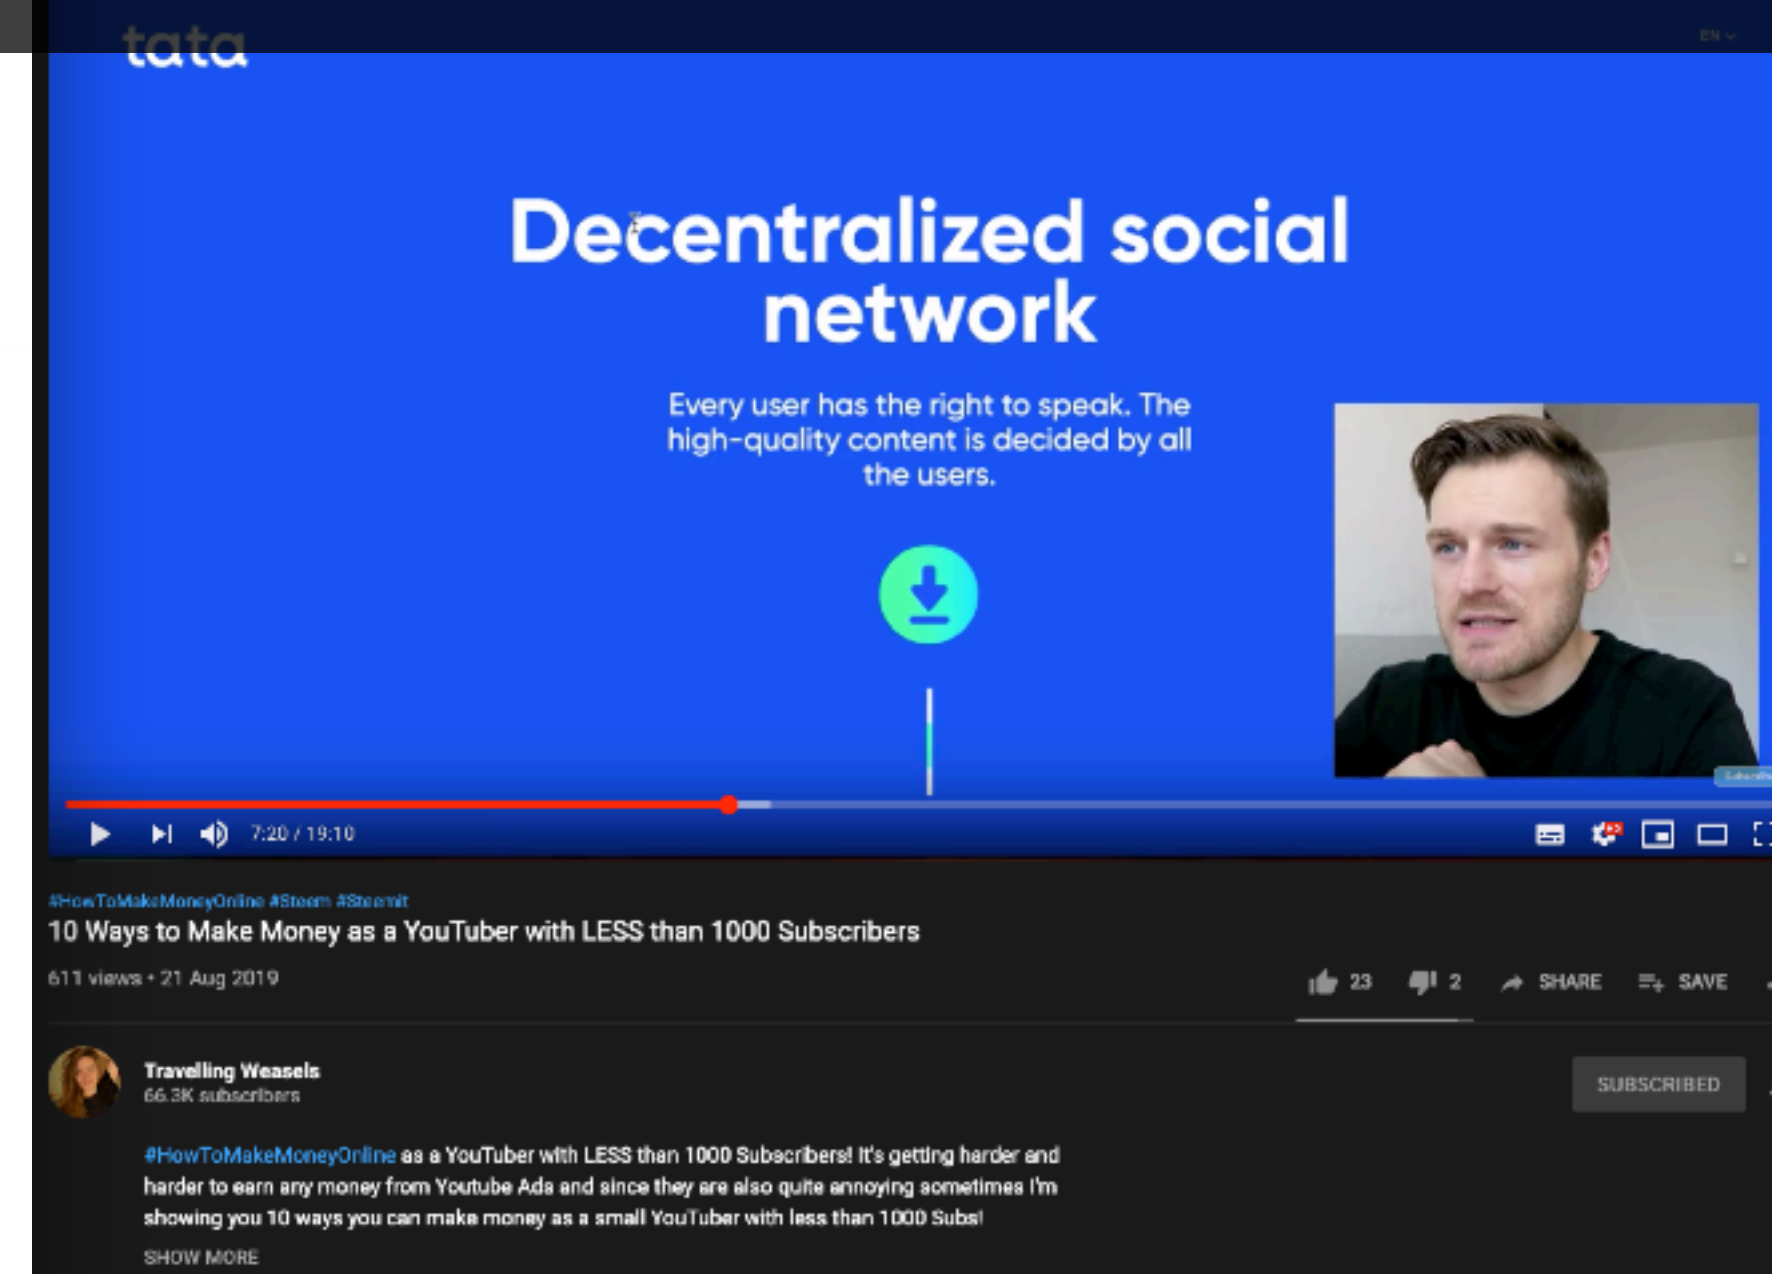 tata
EN
Decentralized social
network
Every user has the right to speak. The
high-quality content is decided by all
the users.
7:20 / 19:10
#HowToMakeMoneyOnline #Steem #Steemit
10 Ways to Make Money as a YouTuber with LESS than 1000 Subscribers
611 views • 21 Aug 2019
23
2
SHARE
SAVE
Travelling Weasels
66.3K subscribers
SUBSCRIBED
#HowToMakeMoneyOnline as a YouTuber with LESS than 1000 Subscribers! It's getting harder and
harder to earn any money from Youtube Ads and since they are also quite annoying sometimes I'm
showing you 10 ways you can make money as a small YouTuber with less than 1000 Subs!
SHOW MORE